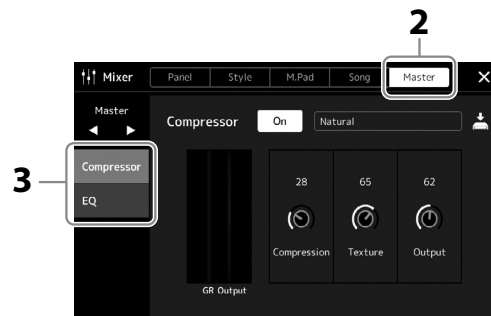 2
Mixer Panel Style M.Pad Song Master
Master
Compressor On Natural
3
Compressor
EQ
28 65 62
Compression Texture Output
GR Output